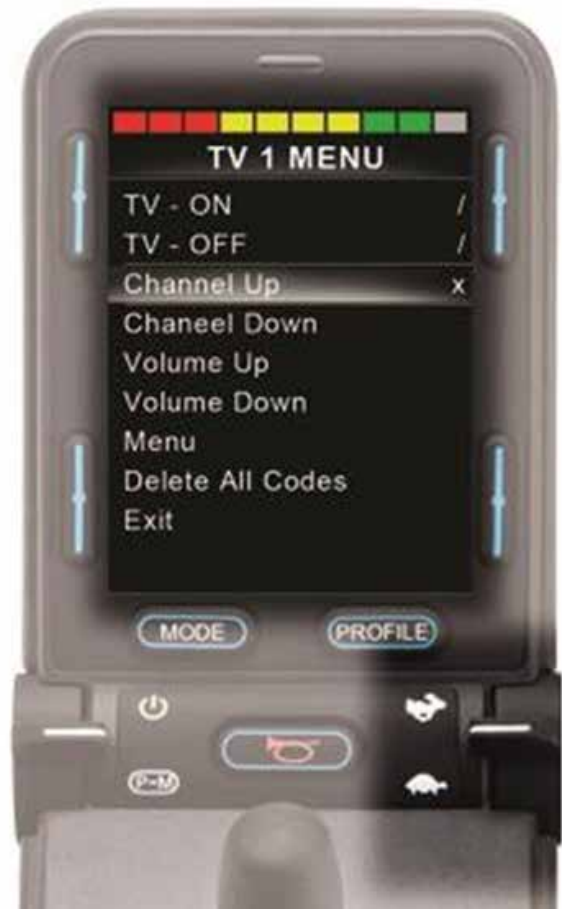 TV 1 MENU
TV - ON /
TV - OFF /
Channel Up x
Chaneel Down
Volume Up
Volume Down
Menu
Delete All Codes
Exit
MODE PROFILE
P-M